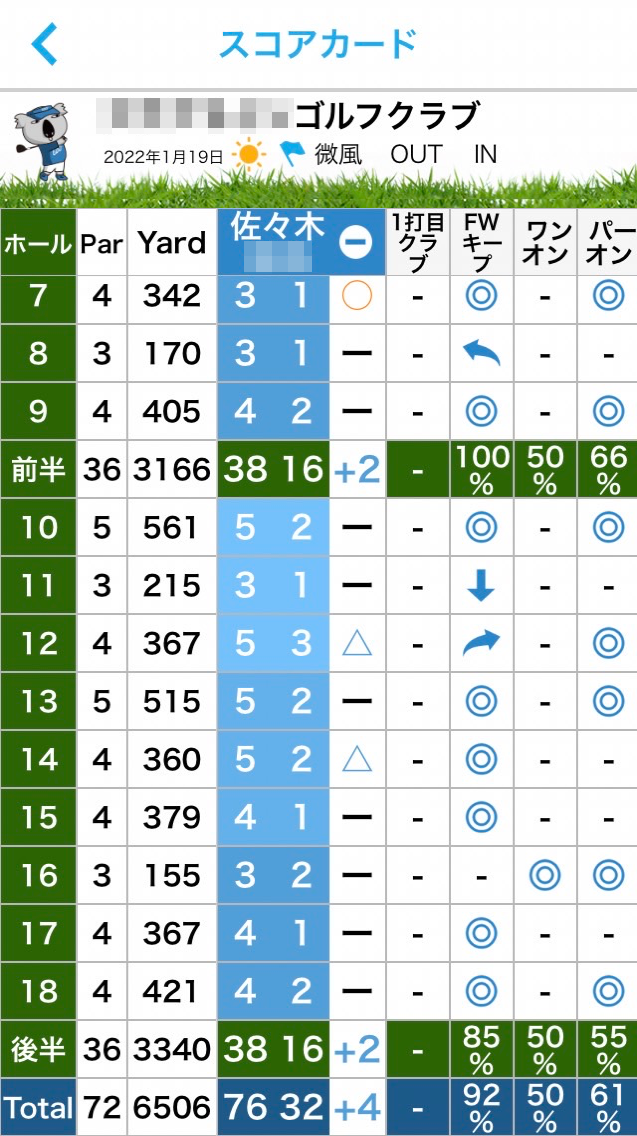 スコアカード
ゴルフクラブ
2022年1月19日 微風 OUT IN
ホール Par Yard 佐々木 1打目クラブ FWキープ ワンオン パーオン
7 4 342 3 1 ○ - ◎ - ◎
8 3 170 3 1 ー - - -
9 4 405 4 2 ー - ◎ - ◎
前半 36 3166 38 16 +2 - 100% 50% 66%
10 5 561 5 2 ー - ◎ - ◎
11 3 215 3 1 ー - ↓ - -
12 4 367 5 3 △ - - ◎
13 5 515 5 2 ー - ◎ - ◎
14 4 360 5 2 △ - ◎ - -
15 4 379 4 1 ー - ◎ - -
16 3 155 3 2 ー - - ◎ ◎
17 4 367 4 1 ー - ◎ - -
18 4 421 4 2 ー - ◎ - ◎
後半 36 3340 38 16 +2 - 85% 50% 55%
Total 72 6506 76 32 +4 - 92% 50% 61%